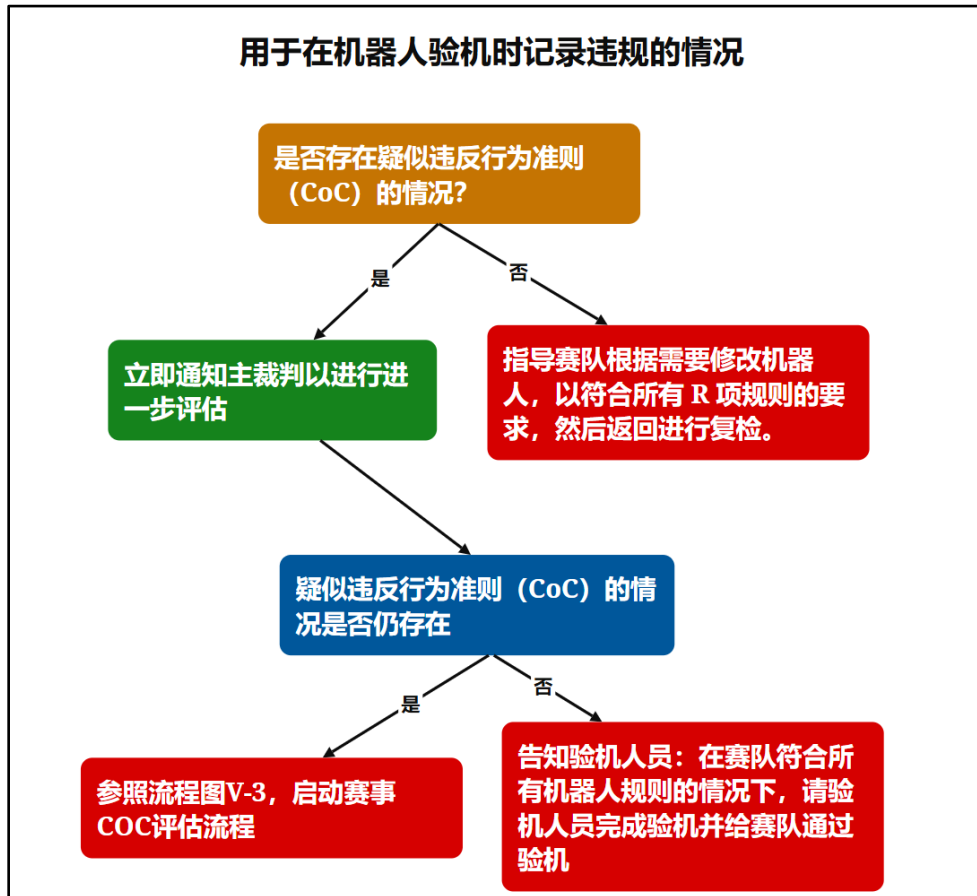 用于在机器人验机时记录违规的情况
是否存在疑似违反行为准则
（CoC）的情况？
是
否
立即通知主裁判以进行进
一步评估
指导赛队根据需要修改机器
人，以符合所有 R 项规则的要
求，然后返回进行复检。
疑似违反行为准则（CoC）的情
况是否仍存在
是
否
参照流程图V-3，启动赛事
COC评估流程
告知验机人员：在赛队符合所
有机器人规则的情况下，请验
机人员完成验机并给赛队通过
验机